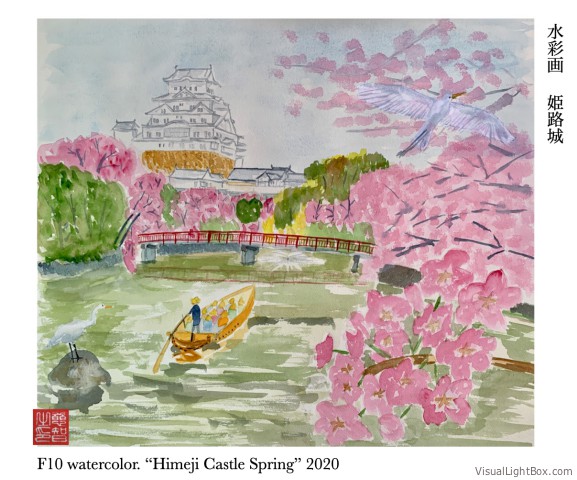 水彩画 姫路城
F10 watercolor. “Himeji Castle Spring” 2020
VisualLightBox.com